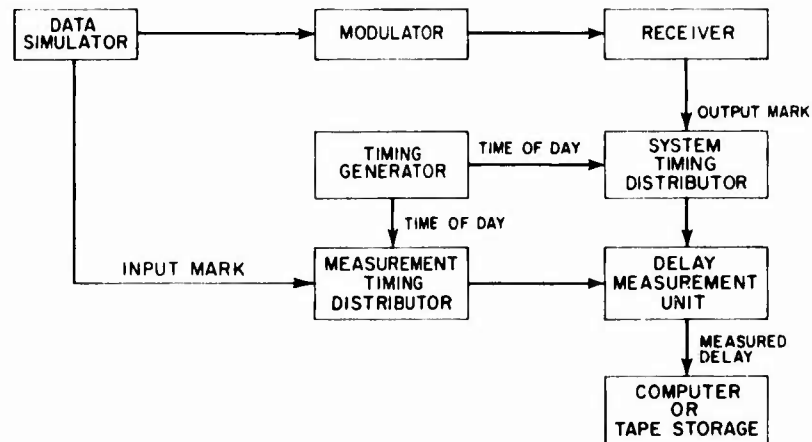 DATA
SIMULATOR
MODULATOR
RECEIVER
OUTPUT MARK
TIMING
GENERATOR
TIME OF DAY
SYSTEM
TIMING
DISTRIBUTOR
TIME OF DAY
INPUT MARK
MEASUREMENT
TIMING
DISTRIBUTOR
DELAY
MEASUREMENT
UNIT
MEASURED
DELAY
COMPUTER
OR
TAPE STORAGE